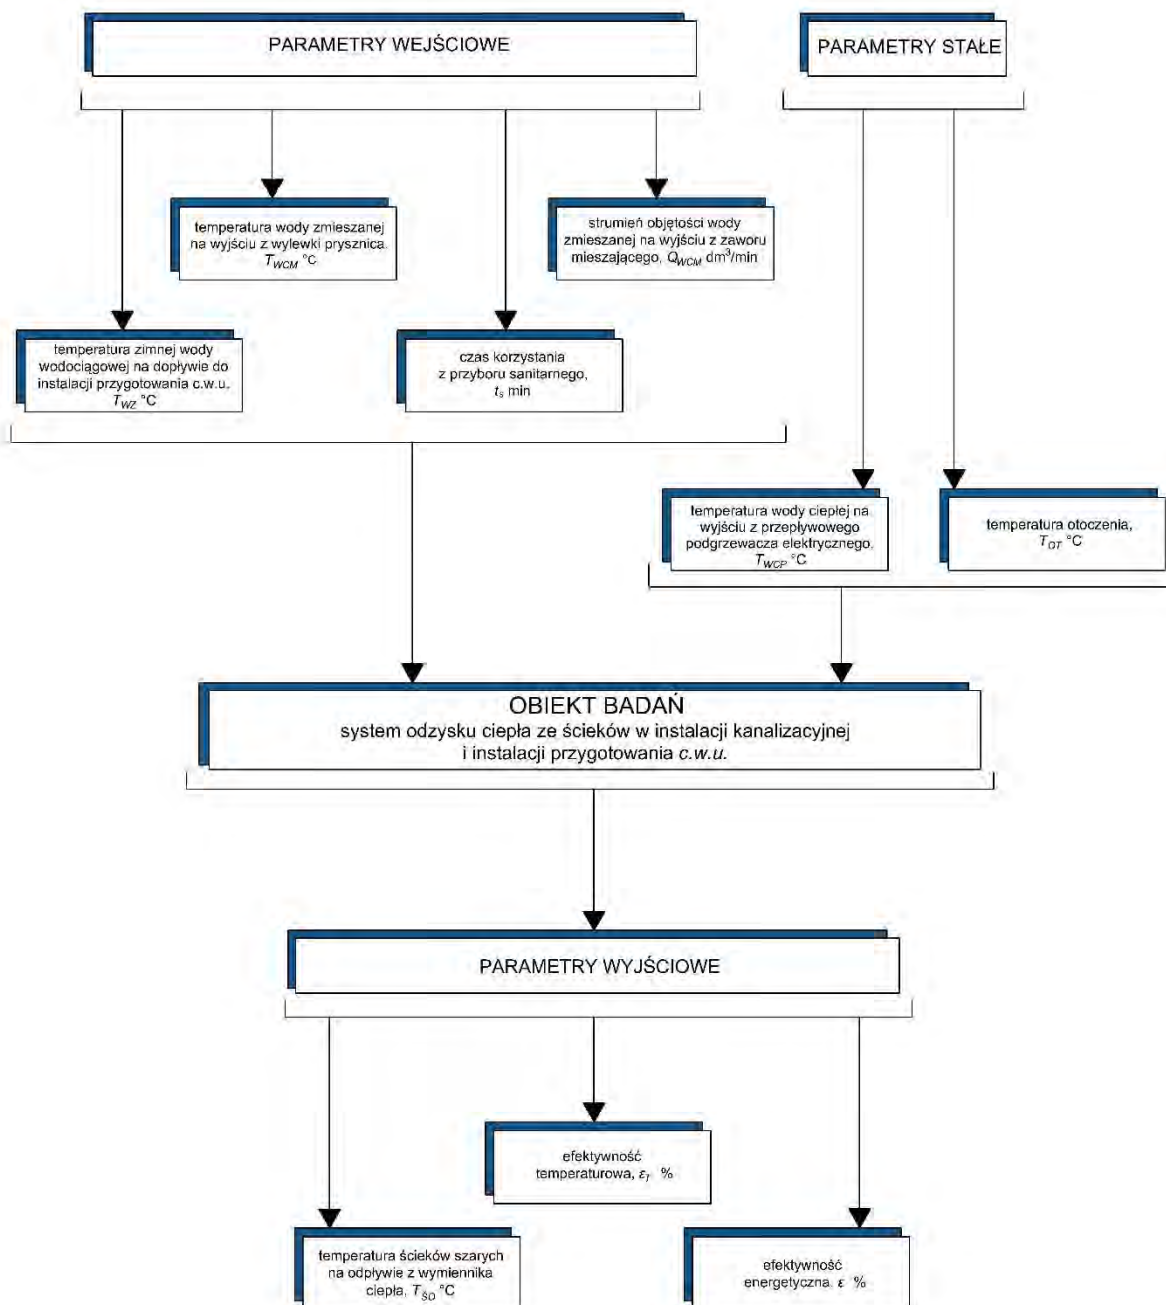 PARAMETRY WEJŚCIOWE
PARAMETRY STAŁE
temperatura wody zmieszanej
na wyjściu z wylewki prysznica,
T_WCM °C
strumień objętości wody
zmieszanej na wyjściu z zaworu
mieszającego, Q_WCM dm³/min
temperatura zimnej wody
wodociągowej na dopływie do
instalacji przygotowania c.w.u.
T_WZ °C
czas korzystania
z przyboru sanitarnego,
t_s min
temperatura wody ciepłej na
wyjściu z przepływowego
podgrzewacza elektrycznego,
T_WCP °C
temperatura otoczenia,
T_OT °C
OBIEKT BADAŃ
system odzysku ciepła ze ścieków w instalacji kanalizacyjnej
i instalacji przygotowania c.w.u.
PARAMETRY WYJŚCIOWE
efektywność
temperaturowa, ε_T %
temperatura ścieków szarych
na odpływie z wymiennika
ciepła, T_ŚO °C
efektywność
energetyczna, ε %